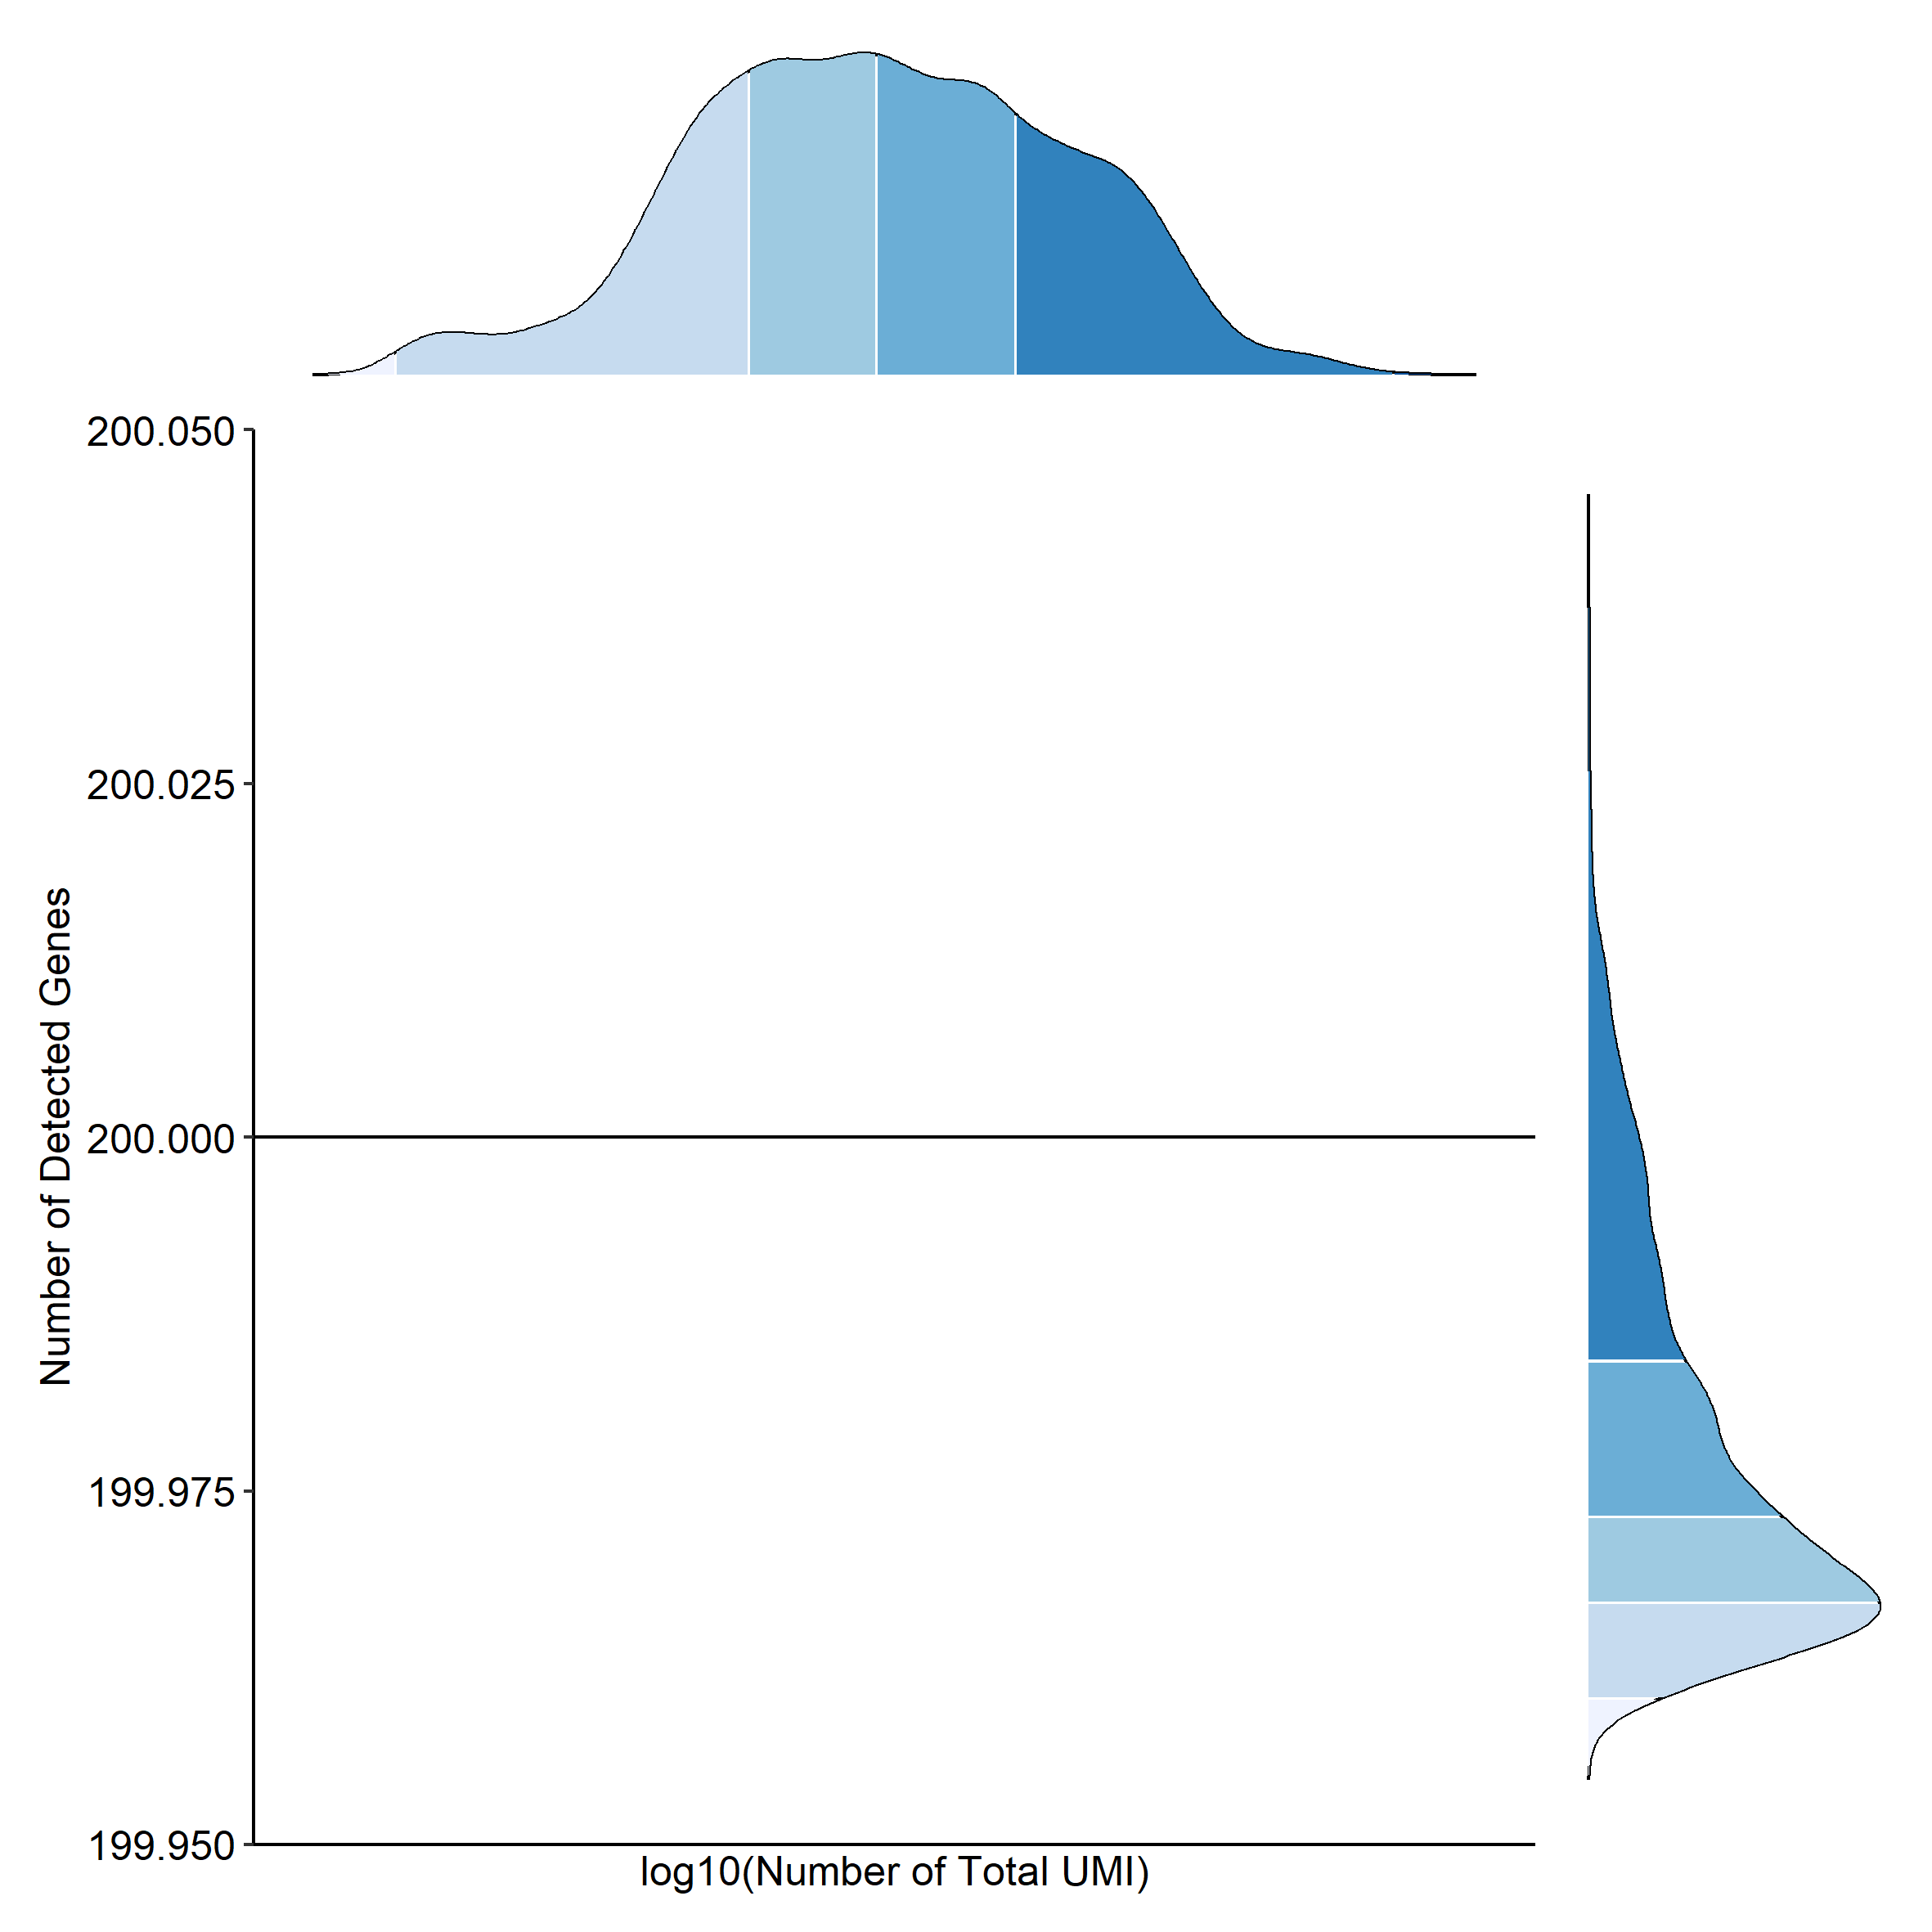 200.050
200.025
200.000
199.975
199.950
Number of Detected Genes
log10(Number of Total UMI)